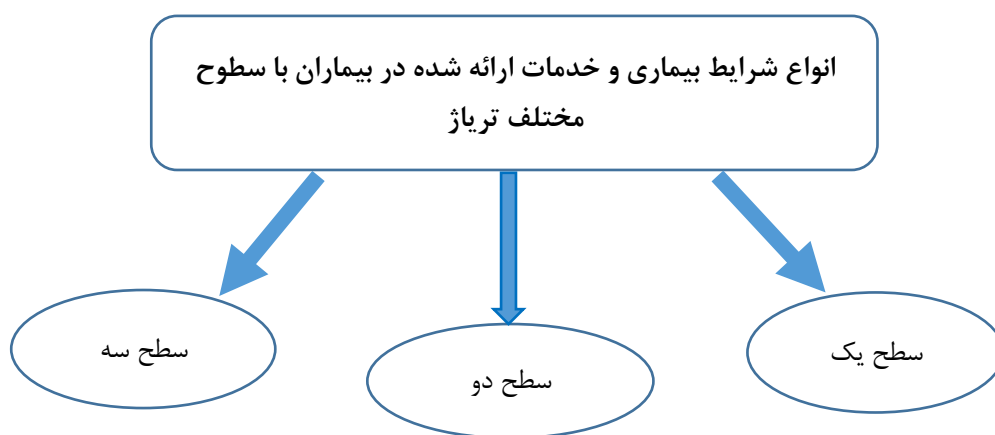 انواع شرایط بیماری و خدمات ارائه شده در بیماران با سطوح
مختلف تریاژ
سطح یک
سطح دو
سطح سه